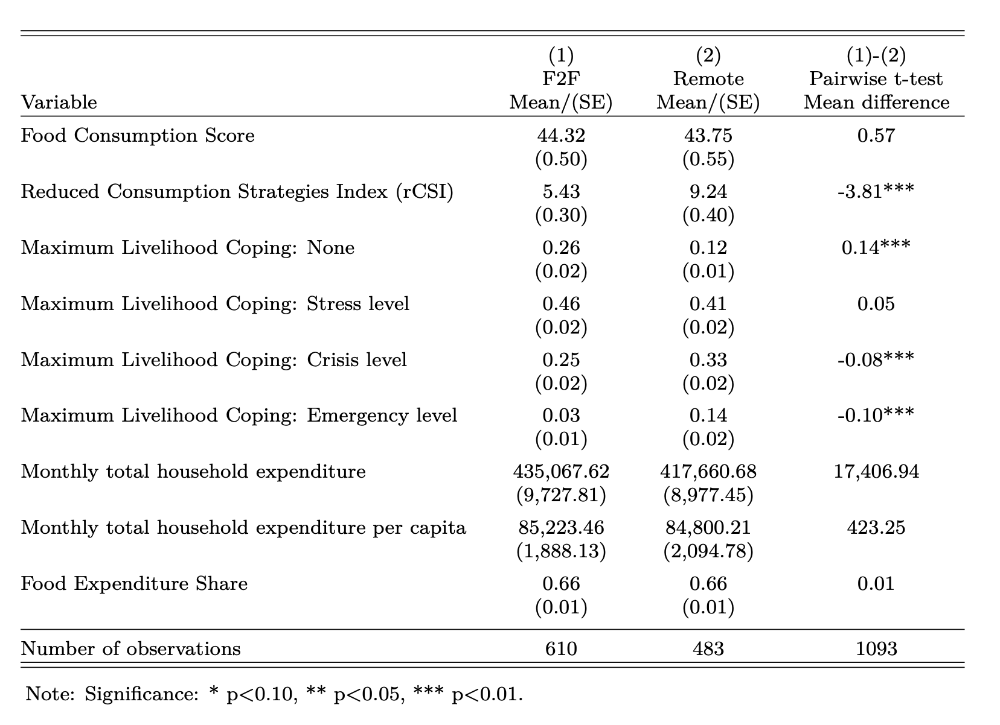 (1) (2) (1)-(2)
F2F Remote Pairwise t-test
Variable Mean/(SE) Mean/(SE) Mean difference
Food Consumption Score 44.32 43.75 0.57
(0.50) (0.55)
Reduced Consumption Strategies Index (rCSI) 5.43 9.24 -3.81***
(0.30) (0.40)
Maximum Livelihood Coping: None 0.26 0.12 0.14***
(0.02) (0.01)
Maximum Livelihood Coping: Stress level 0.46 0.41 0.05
(0.02) (0.02)
Maximum Livelihood Coping: Crisis level 0.25 0.33 -0.08***
(0.02) (0.02)
Maximum Livelihood Coping: Emergency level 0.03 0.14 -0.10***
(0.01) (0.02)
Monthly total household expenditure 435,067.62 417,660.68 17,406.94
(9,727.81) (8,977.45)
Monthly total household expenditure per capita 85,223.46 84,800.21 423.25
(1,888.13) (2,094.78)
Food Expenditure Share 0.66 0.66 0.01
(0.01) (0.01)
Number of observations 610 483 1093
Note: Significance: * p<0.10, ** p<0.05, *** p<0.01.